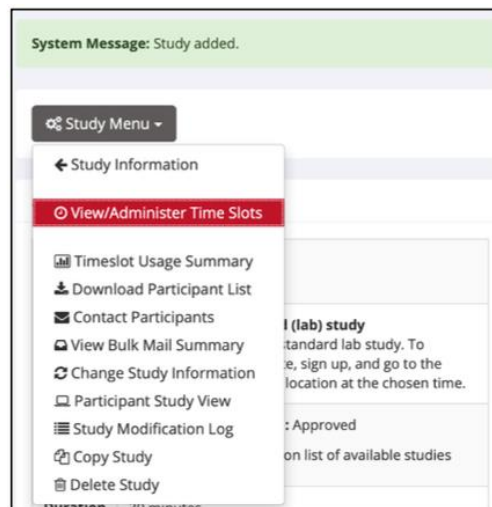 System Message: Study added.
Study Menu
Study Information
View/Administer Time Slots
Timeslot Usage Summary
Download Participant List
Contact Participants
View Bulk Mail Summary
Change Study Information
Participant Study View
Study Modification Log
Copy Study
Delete Study
(lab) study
standard lab study. To
e, sign up, and go to the
location at the chosen time.
: Approved
on list of available studies